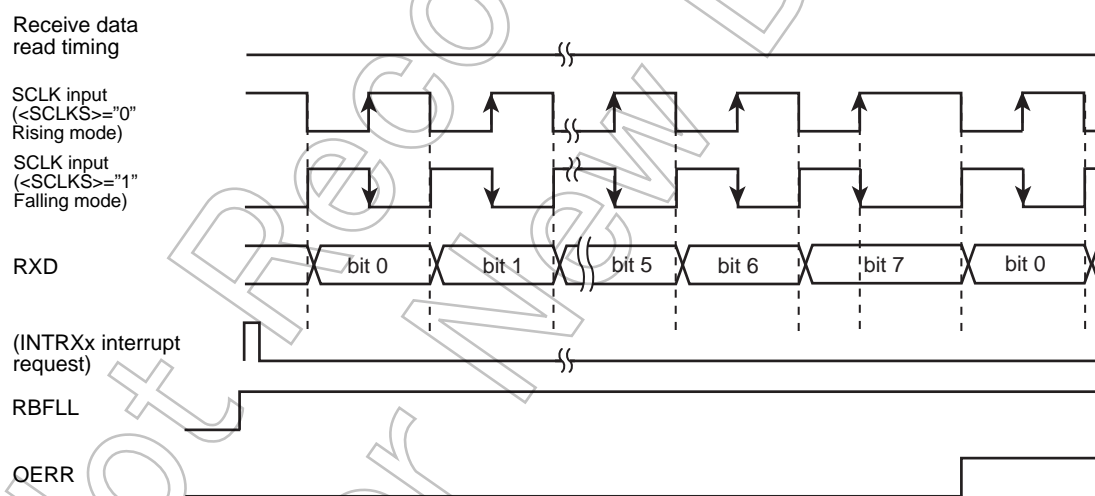 Receive data
read timing
SCLK input
(<SCLKS>="0"
Rising mode)
SCLK input
(<SCLKS>="1"
Falling mode)
RXD
bit 0 bit 1 bit 5 bit 6 bit 7 bit 0
(INTRXx interrupt
request)
RBFLL
OERR